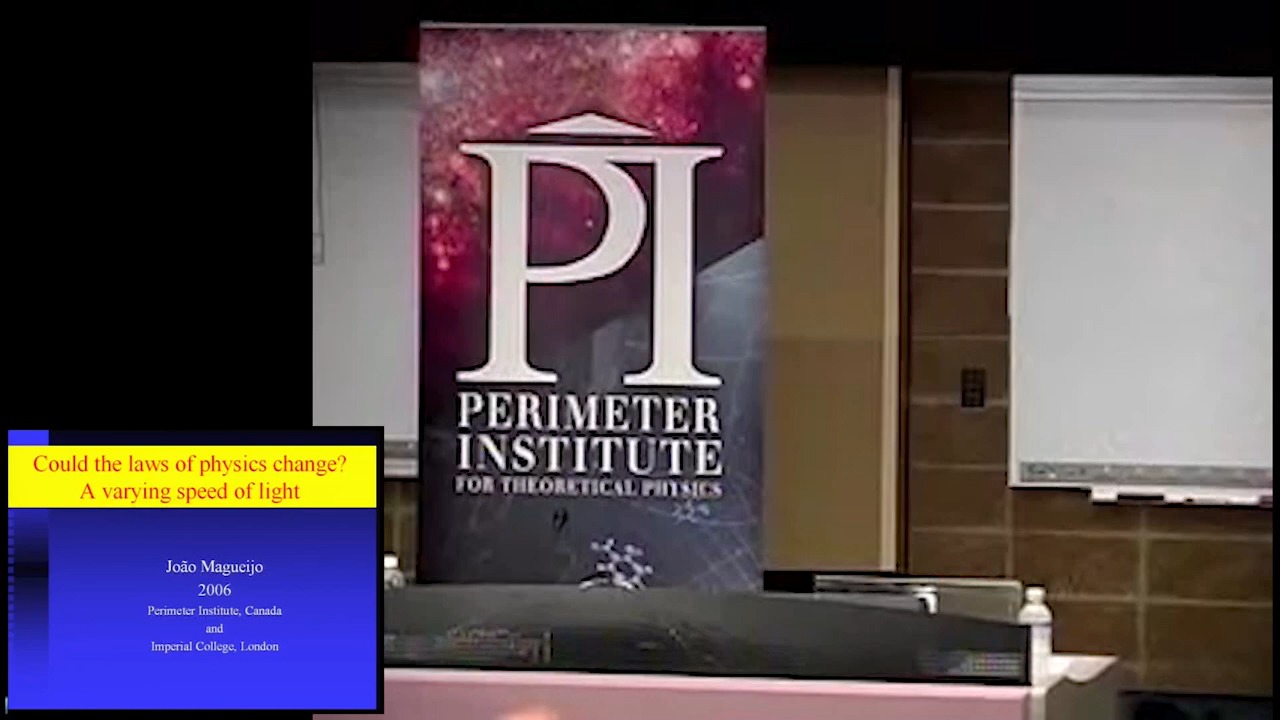 PI
PERIMETER
INSTITUTE
FOR THEORETICAL PHYSICS
Could the laws of physics change?
A varying speed of light
João Magueijo
2006
Perimeter Institute, Canada
and
Imperial College, London